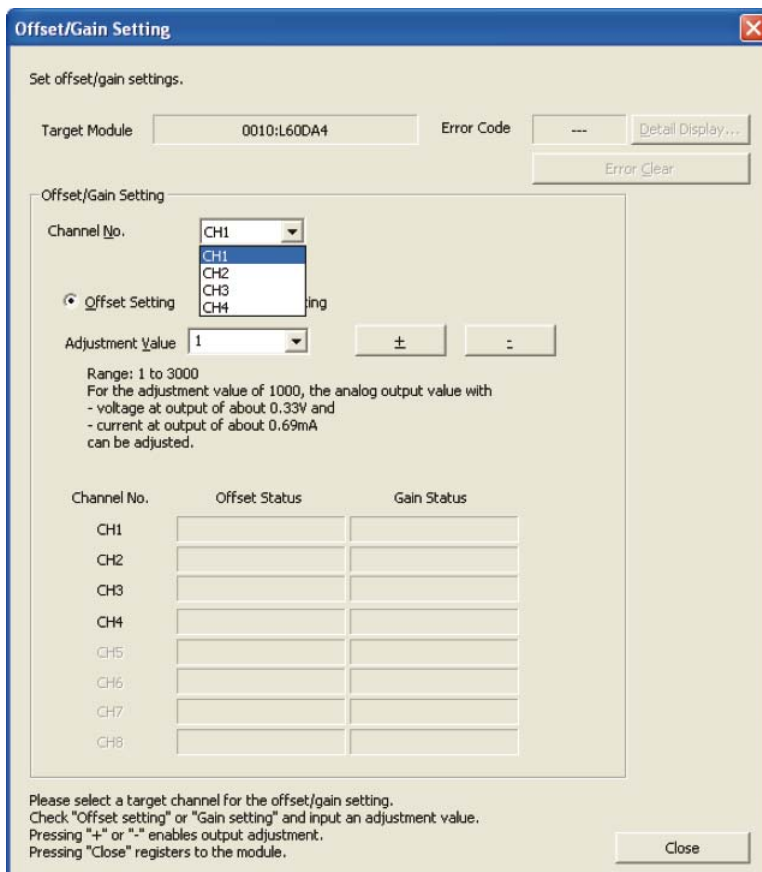 Offset/Gain Setting
Set offset/gain settings.
Target Module 0010:L60DA4 Error Code --- Detail Display...
Error Clear
Offset/Gain Setting
Channel No. CH1
CH1
CH2
CH3
CH4
Offset Setting ing
Adjustment Value 1 + -
Range: 1 to 3000
For the adjustment value of 1000, the analog output value with
- voltage at output of about 0.33V and
- current at output of about 0.69mA
can be adjusted.
Channel No. Offset Status Gain Status
CH1
CH2
CH3
CH4
CH5
CH6
CH7
CH8
Please select a target channel for the offset/gain setting.
Check "Offset setting" or "Gain setting" and input an adjustment value.
Pressing "+" or "-" enables output adjustment.
Pressing "Close" registers to the module.
Close